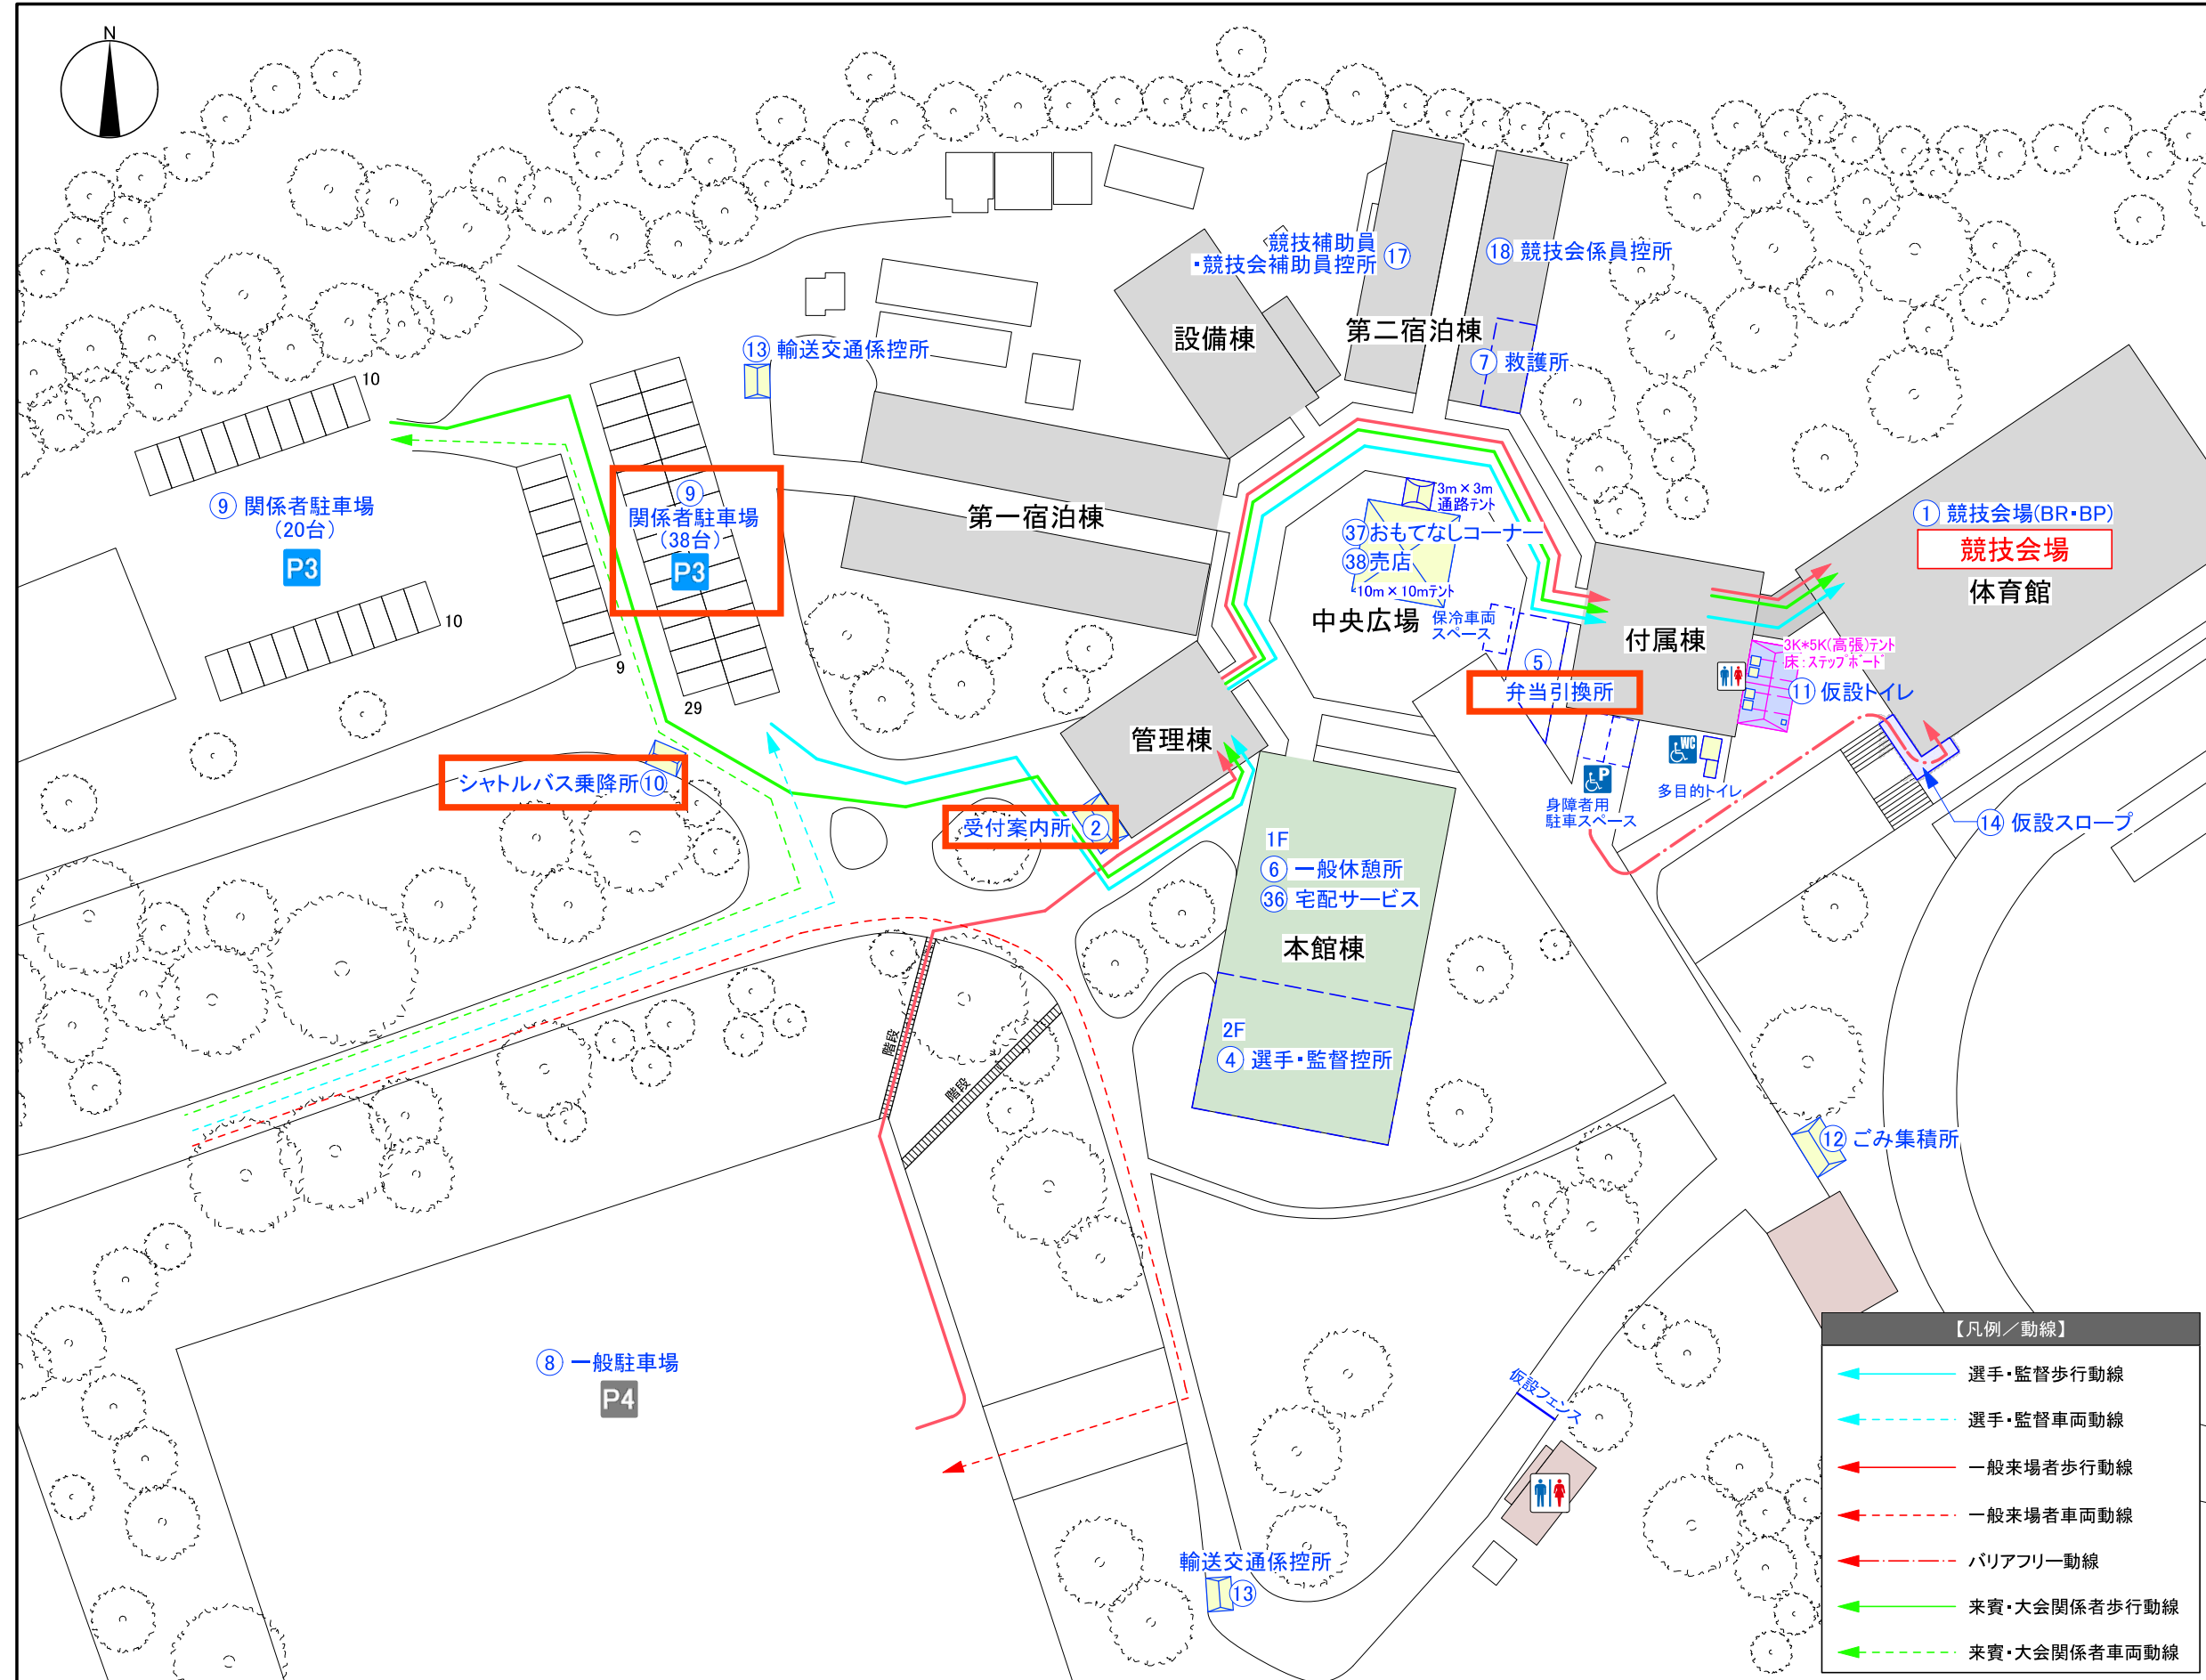 N
競技補助員
・競技会補助員控所 ⑰
⑱ 競技会係員控所
設備棟
第二宿泊棟
⑦ 救護所
⑬ 輸送交通係控所
10
⑨ 関係者駐車場
(20台)
P3
⑨
関係者駐車場
(38台)
P3
第一宿泊棟
3m×3m
通路テント
㊲おもてなしコーナー
㊳売店
10m×10mテント
中央広場
保冷車両
スペース
① 競技会場(BR・BP)
競技会場
体育館
付属棟
⑤
弁当引換所
3K*5K(高張)テント
床:ステップボート
⑪ 仮設トイレ
10
9
29
管理棟
シャトルバス乗降所⑩
受付案内所 ②
WC
P
多目的トイレ
身障者用
駐車スペース
⑭ 仮設スロープ
1F
⑥ 一般休憩所
㊱ 宅配サービス
本館棟
2F
④ 選手・監督控所
階段
階段
⑫ ごみ集積所
⑧ 一般駐車場
P4
仮設フェンス
輸送交通係控所
⑬
【凡例／動線】
選手・監督歩行動線
選手・監督車両動線
一般来場者歩行動線
一般来場者車両動線
バリアフリー動線
来賓・大会関係者歩行動線
来賓・大会関係者車両動線